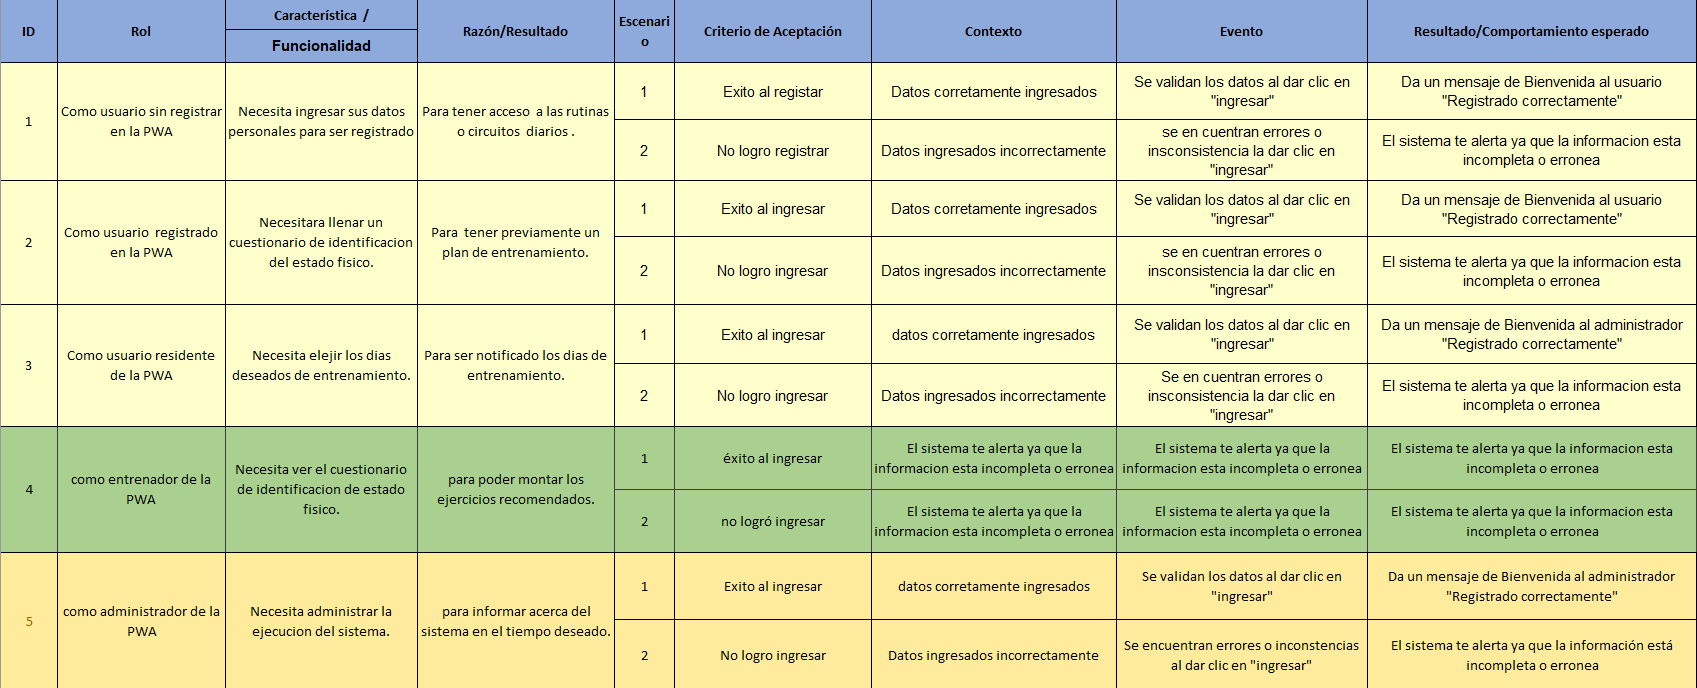 ID
Rol
Característica /
Funcionalidad
Razón/Resultado
Escenari
o
Criterio de Aceptación
Contexto
Evento
Resultado/Comportamiento esperado
1
Como usuario sin registrar
en la PWA
Necesita ingresar sus datos
personales para ser registrado
Para tener acceso a las rutinas
o circuitos diarios .
1
Exito al registar
Datos corretamente ingresados
Se validan los datos al dar clic en
"ingresar"
Da un mensaje de Bienvenida al usuario
"Registrado correctamente"
2
No logro registrar
Datos ingresados incorrectamente
se en cuentran errores o
insconsistencia la dar clic en
"ingresar"
El sistema te alerta ya que la informacion esta
incompleta o erronea
2
Como usuario registrado
en la PWA
Necesitara llenar un
cuestionario de identificacion
del estado fisico.
Para tener previamente un
plan de entrenamiento.
1
Exito al ingresar
Datos corretamente ingresados
Se validan los datos al dar clic en
"ingresar"
Da un mensaje de Bienvenida al usuario
"Registrado correctamente"
2
No logro ingresar
Datos ingresados incorrectamente
se en cuentran errores o
insconsistencia la dar clic en
"ingresar"
El sistema te alerta ya que la informacion esta
incompleta o erronea
3
Como usuario residente
de la PWA
Necesita elejir los dias
deseados de entrenamiento.
Para ser notificado los dias de
entrenamiento.
1
Exito al ingresar
datos corretamente ingresados
Se validan los datos al dar clic en
"ingresar"
Da un mensaje de Bienvenida al administrador
"Registrado correctamente"
2
No logro ingresar
Datos ingresados incorrectamente
Se en cuentran errores o
insconsistencia la dar clic en
"ingresar"
El sistema te alerta ya que la informacion esta
incompleta o erronea
4
como entrenador de la
PWA
Necesita ver el cuestionario
de identificacion de estado
fisico.
para poder montar los
ejercicios recomendados.
1
éxito al ingresar
El sistema te alerta ya que la
informacion esta incompleta o erronea
El sistema te alerta ya que la
informacion esta incompleta o erronea
El sistema te alerta ya que la informacion esta
incompleta o erronea
2
no logró ingresar
El sistema te alerta ya que la
informacion esta incompleta o erronea
El sistema te alerta ya que la
informacion esta incompleta o erronea
El sistema te alerta ya que la informacion esta
incompleta o erronea
5
como administrador de la
PWA
Necesita administrar la
ejecucion del sistema.
para informar acerca del
sistema en el tiempo deseado.
1
Exito al ingresar
datos corretamente ingresados
Se validan los datos al dar clic en
"ingresar"
Da un mensaje de Bienvenida al administrador
"Registrado correctamente"
2
No logro ingresar
Datos ingresados incorrectamente
Se encuentran errores o inconstencias
al dar clic en "ingresar"
El sistema te alerta ya que la información está
incompleta o erronea